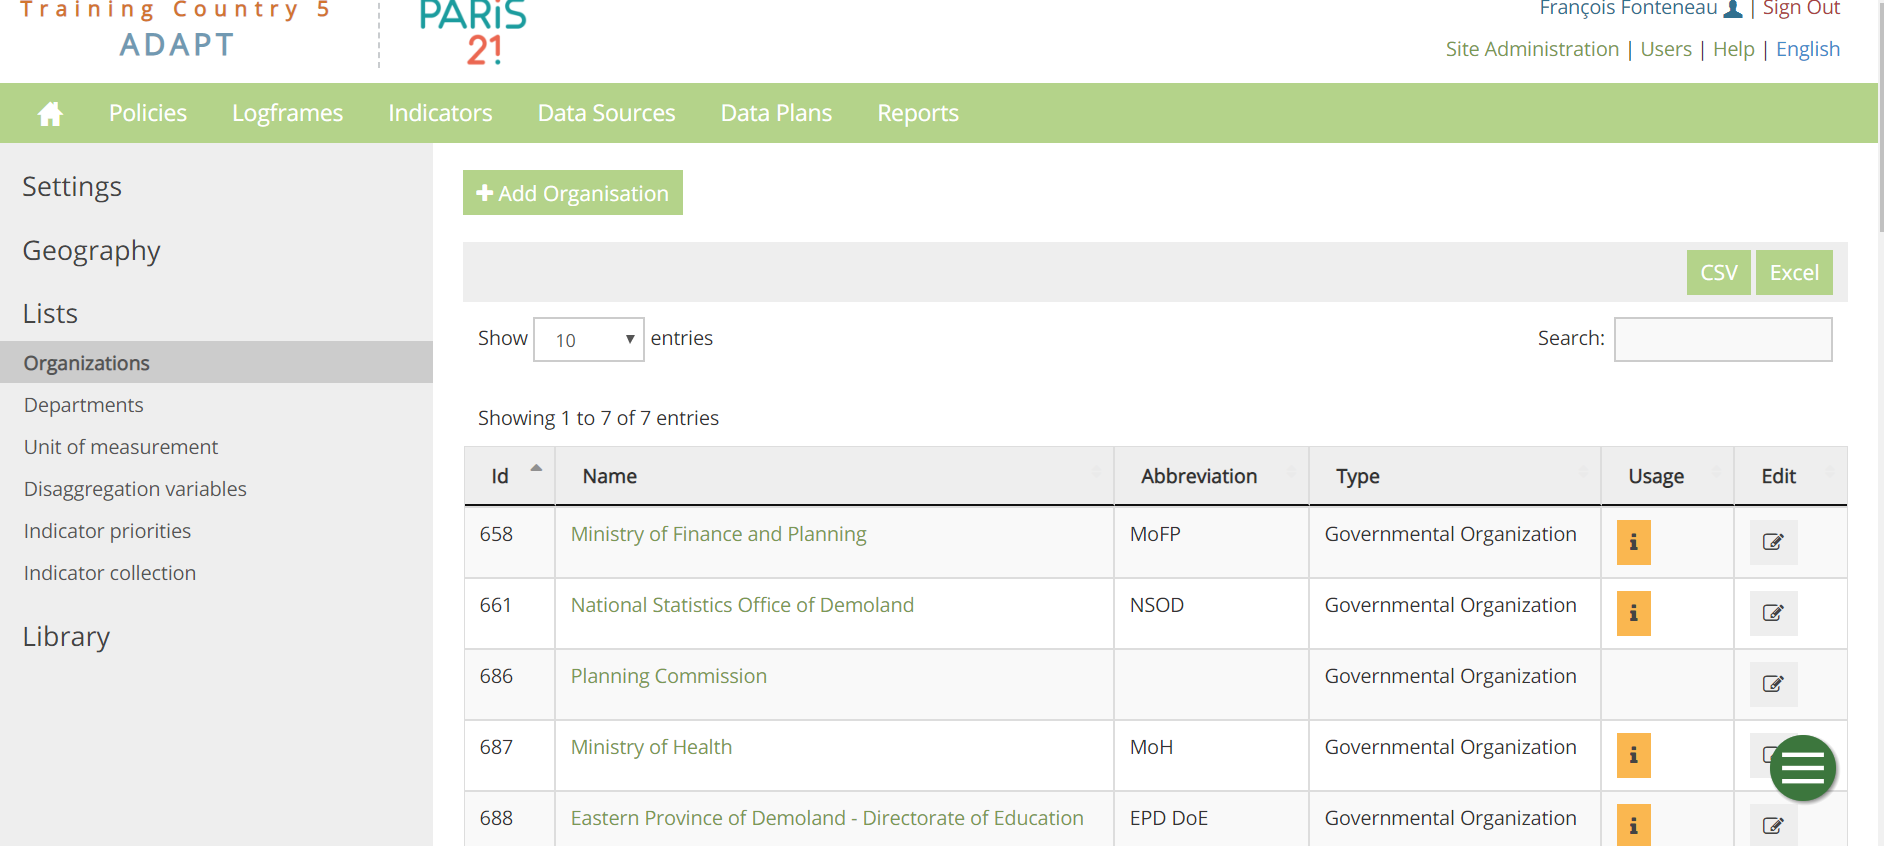 Training Country 5
ADAPT
PARiS
21
François Fonteneau | Sign Out
Site Administration | Users | Help | English
Policies Logframes Indicators Data Sources Data Plans Reports
Settings
Geography
Lists
Organizations
Departments
Unit of measurement
Disaggregation variables
Indicator priorities
Indicator collection
Library
Add Organisation
CSV Excel
Show 10 entries
Search:
Showing 1 to 7 of 7 entries
Id Name Abbreviation Type Usage Edit
658 Ministry of Finance and Planning MoFP Governmental Organization
661 National Statistics Office of Demoland NSOD Governmental Organization
686 Planning Commission Governmental Organization
687 Ministry of Health MoH Governmental Organization
688 Eastern Province of Demoland - Directorate of Education EPD DoE Governmental Organization